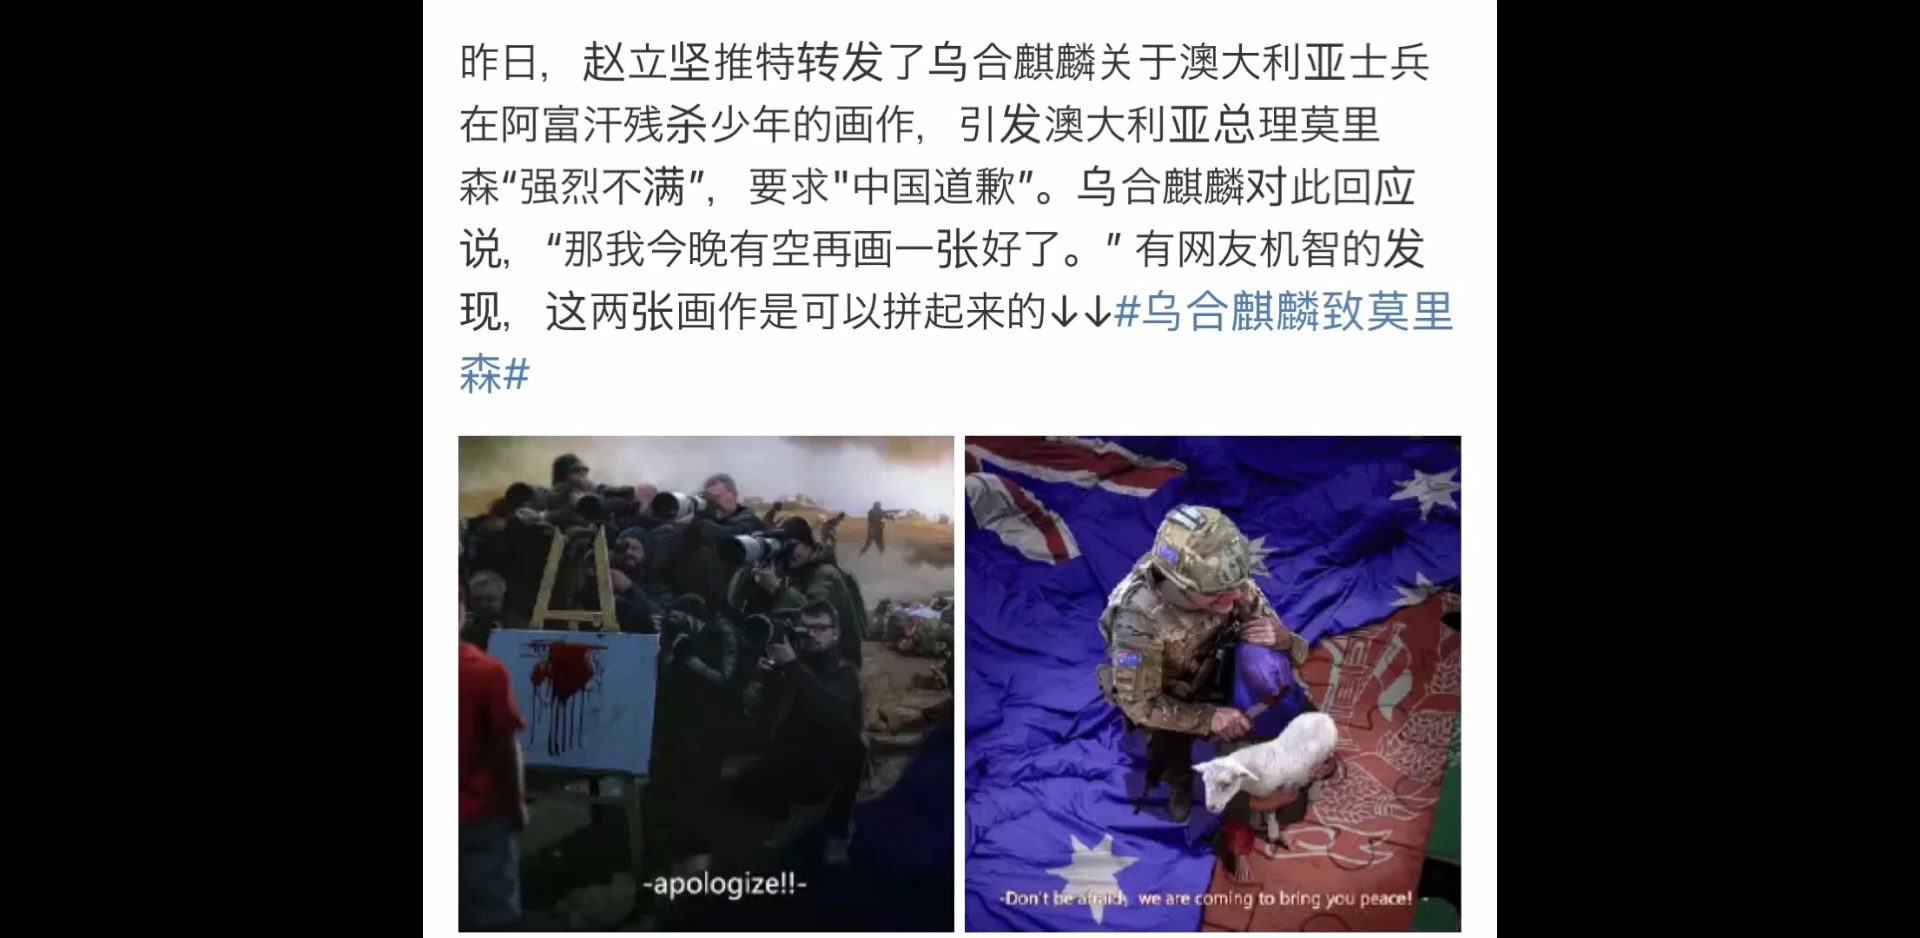 昨日，赵立坚推特转发了乌合麒麟关于澳大利亚士兵
在阿富汗残杀少年的画作，引发澳大利亚总理莫里
森“强烈不满”，要求"中国道歉”。乌合麒麟对此回应
说，“那我今晚有空再画一张好了。” 有网友机智的发
现，这两张画作是可以拼起来的↓↓#乌合麒麟致莫里
森#
-apologize!!-
-Don't be afraid, we are coming to bring you peace! -